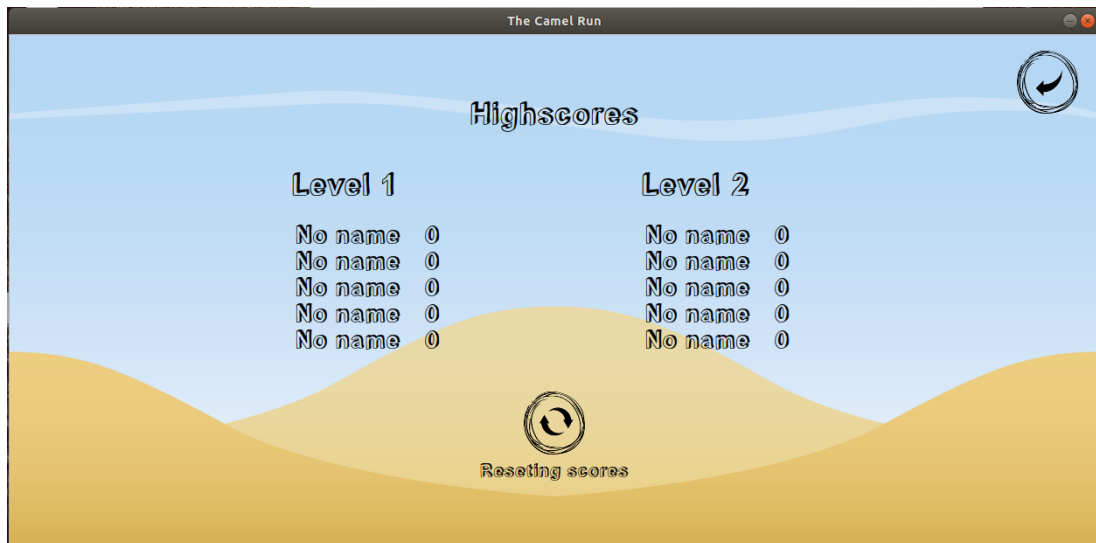 The Camel Run
Highscores
Level 1
No name 0
No name 0
No name 0
No name 0
No name 0
Level 2
No name 0
No name 0
No name 0
No name 0
No name 0
Reseting scores